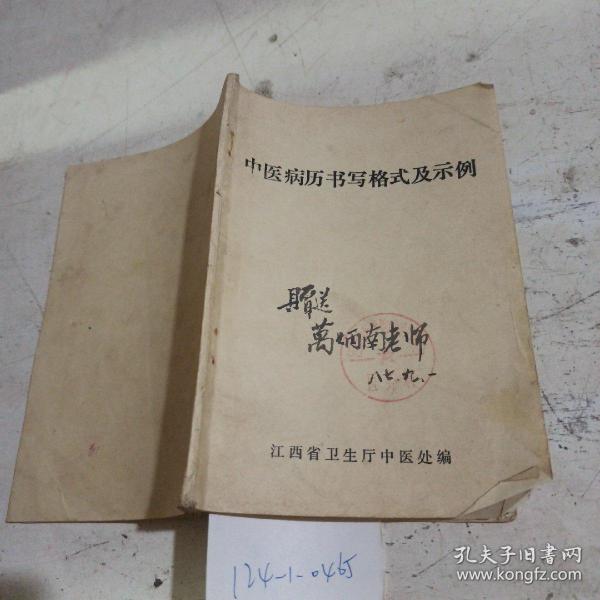 中医病历书写格式及示例
赠送
萬炳南老师
八七.九.一
江西省卫生厅中医处编
124-1-0465
孔夫子旧书网
www.kongfz.com